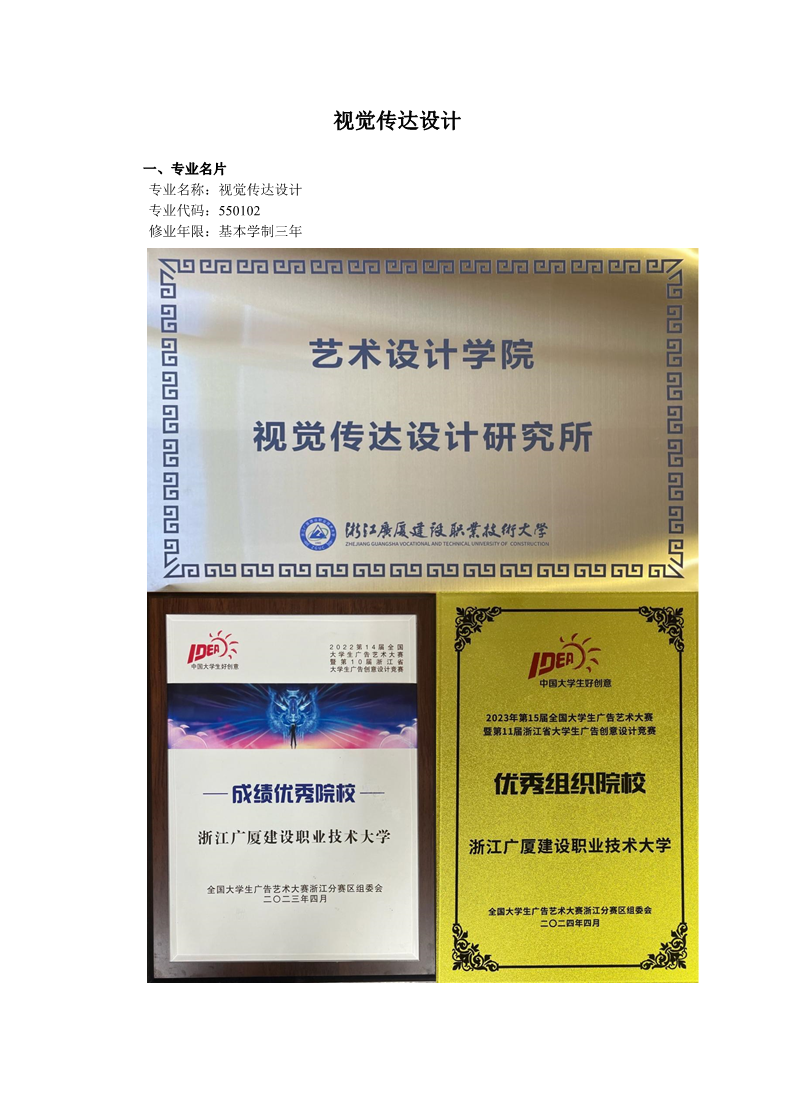 视觉传达设计
一、专业名片
专业名称：视觉传达设计
专业代码：550102
修业年限：基本学制三年
艺术设计学院
视觉传达设计研究所
浙江廣厦建设职業技術大学
ZHEJIANG GUANGSHA VOCATIONAL AND TECHNICAL UNIVERSITY OF CONSTRUCTION
IDEA
中国大学生好创意
2022第14届全国
大学生广告艺术大赛
暨第10届浙江省
大学生广告创意设计竞赛
成绩优秀院校
浙江广厦建设职业技术大学
全国大学生广告艺术大赛浙江分赛区组委会
二〇二三年四月
IDEA
中国大学生好创意
2023年第15届全国大学生广告艺术大赛
暨第11届浙江省大学生广告创意设计竞赛
优秀组织院校
浙江广厦建设职业技术大学
全国大学生广告艺术大赛浙江分赛区组委会
二〇二四年四月